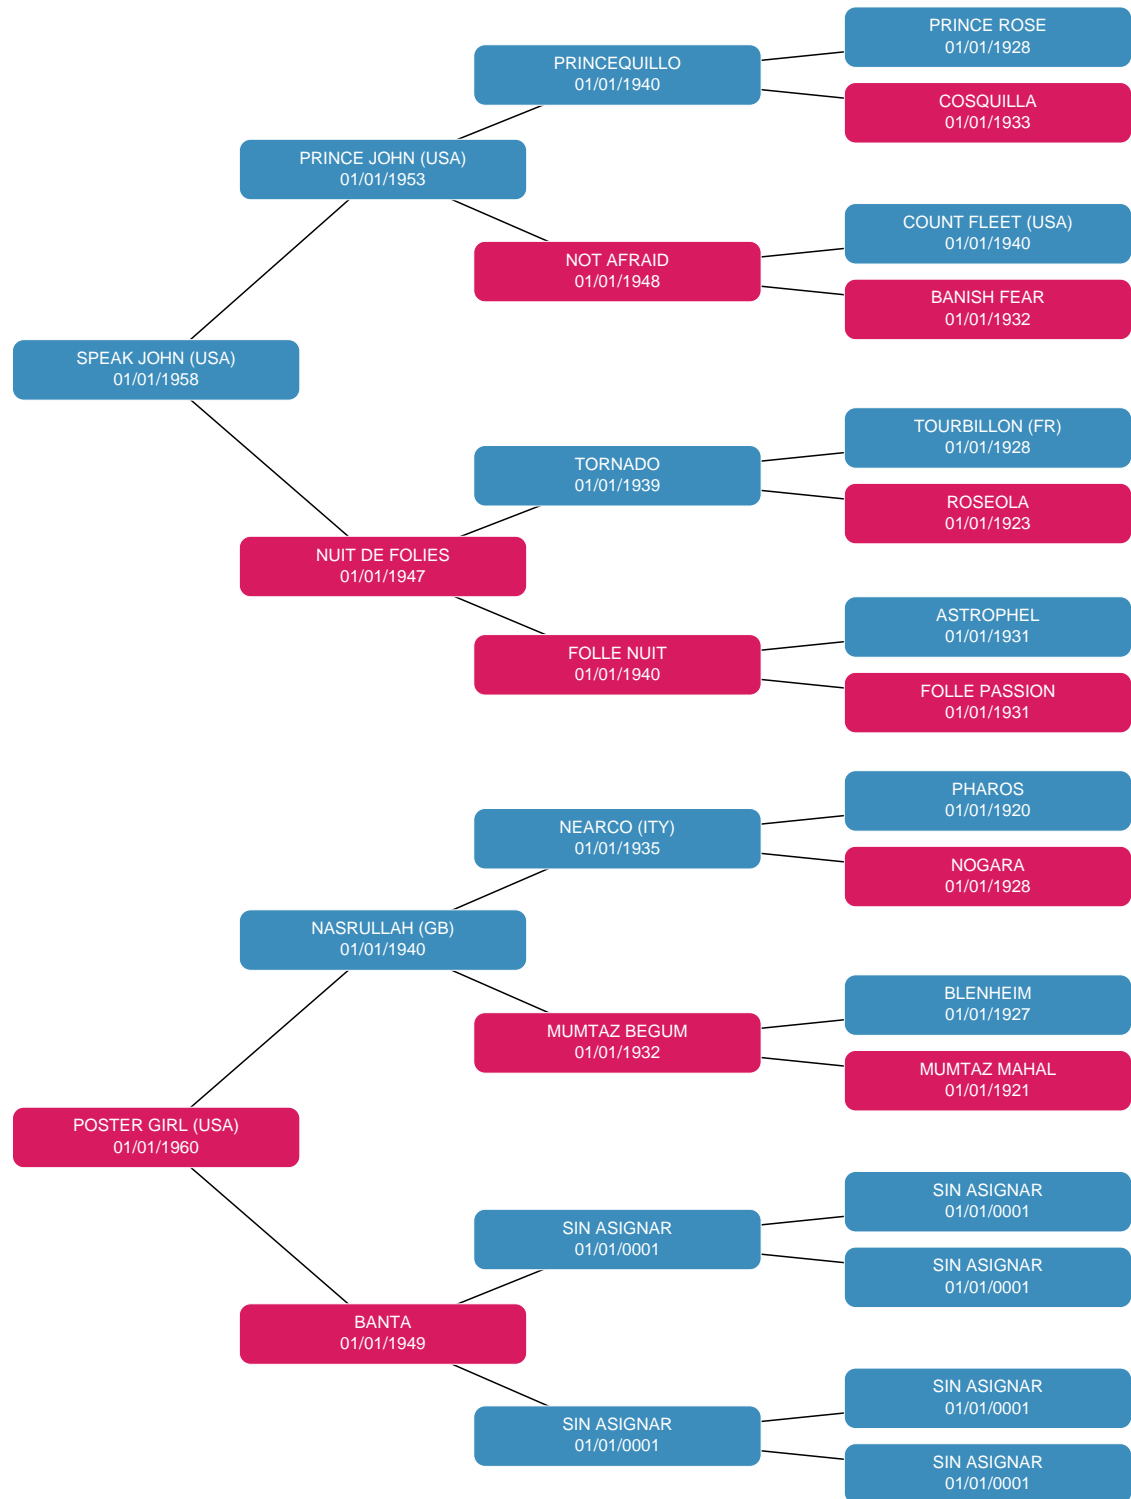 PRINCE ROSE
01/01/1928
PRINCEQUILLO
01/01/1940
COSQUILLA
01/01/1933
PRINCE JOHN (USA)
01/01/1953
COUNT FLEET (USA)
01/01/1940
NOT AFRAID
01/01/1948
BANISH FEAR
01/01/1932
SPEAK JOHN (USA)
01/01/1958
TOURBILLON (FR)
01/01/1928
TORNADO
01/01/1939
ROSEOLA
01/01/1923
NUIT DE FOLIES
01/01/1947
ASTROPHEL
01/01/1931
FOLLE NUIT
01/01/1940
FOLLE PASSION
01/01/1931
PHAROS
01/01/1920
NEARCO (ITY)
01/01/1935
NOGARA
01/01/1928
NASRULLAH (GB)
01/01/1940
BLENHEIM
01/01/1927
MUMTAZ BEGUM
01/01/1932
MUMTAZ MAHAL
01/01/1921
POSTER GIRL (USA)
01/01/1960
SIN ASIGNAR
01/01/0001
SIN ASIGNAR
01/01/0001
SIN ASIGNAR
01/01/0001
BANTA
01/01/1949
SIN ASIGNAR
01/01/0001
SIN ASIGNAR
01/01/0001
SIN ASIGNAR
01/01/0001